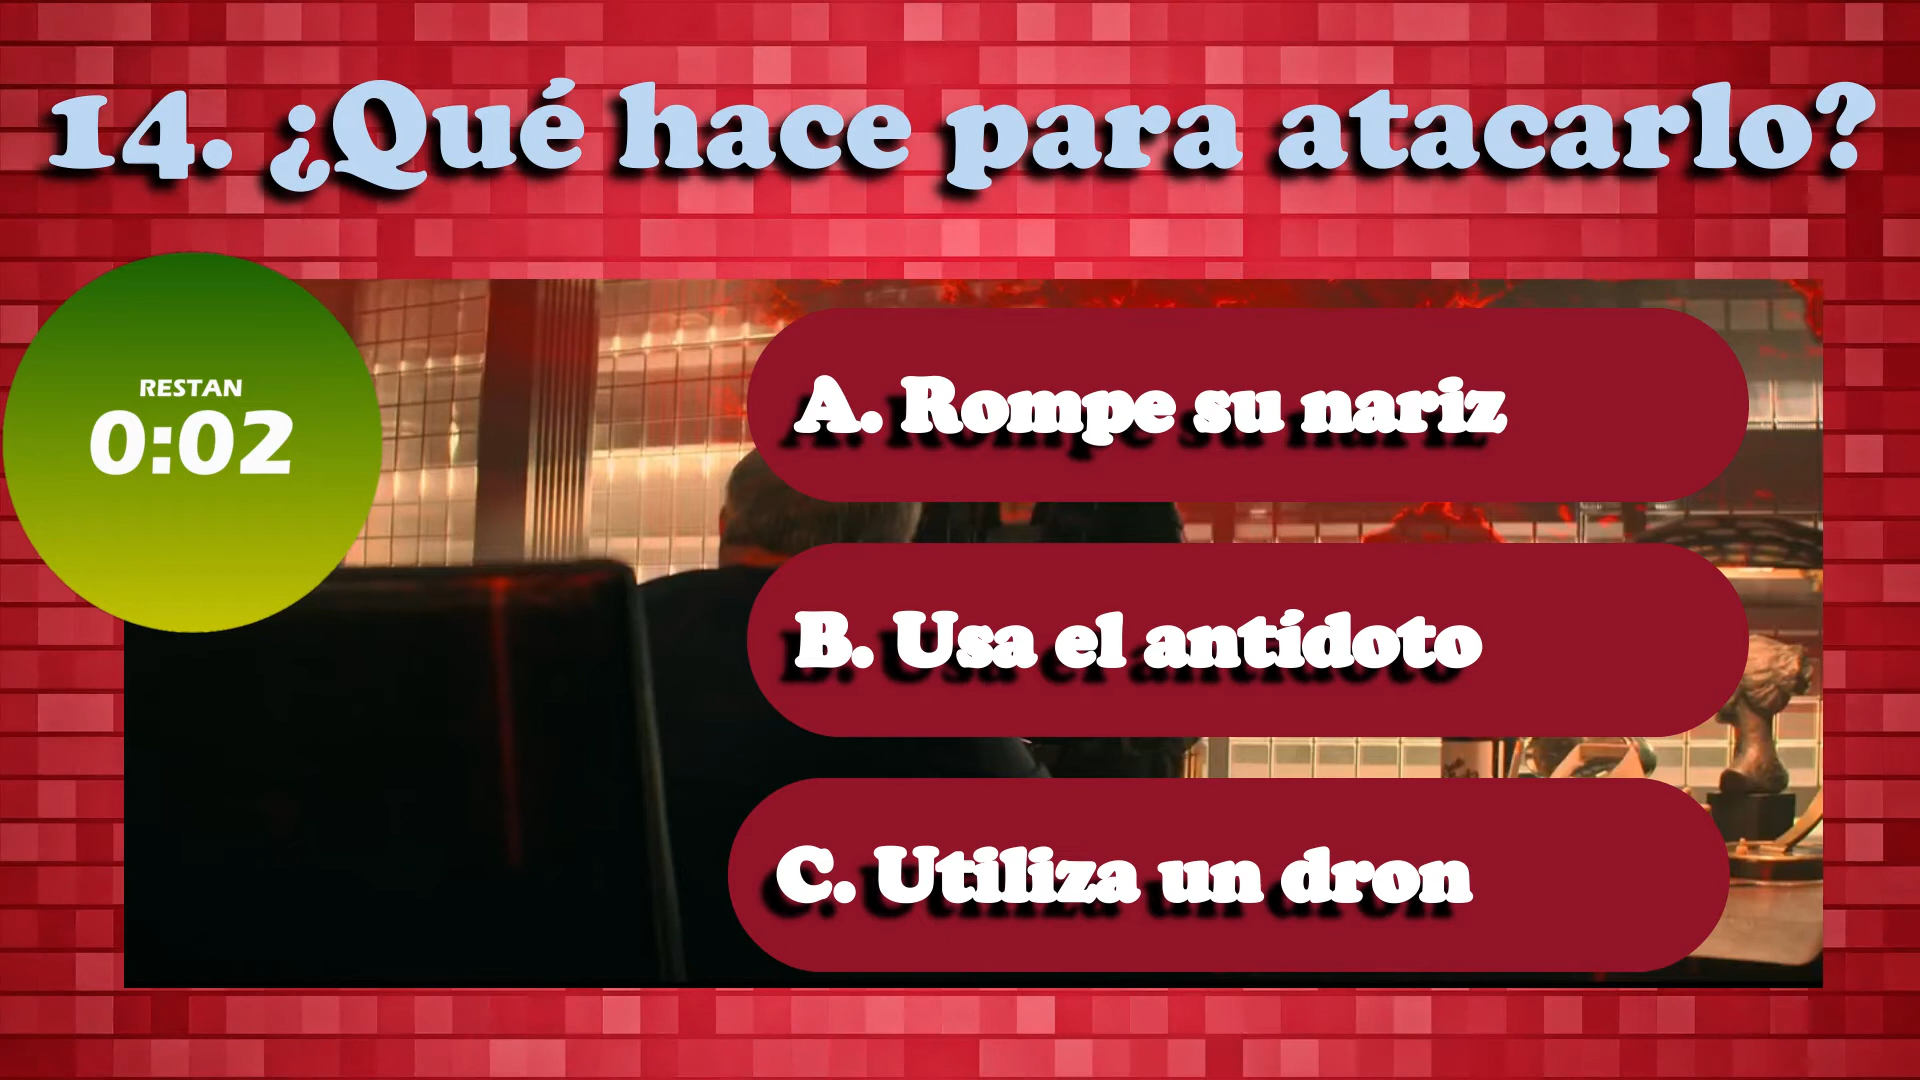 14. ¿Qué hace para atacarlo?
RESTAN
0:02
A. Rompe su nariz
B. Usa el antídoto
C. Utiliza un dron